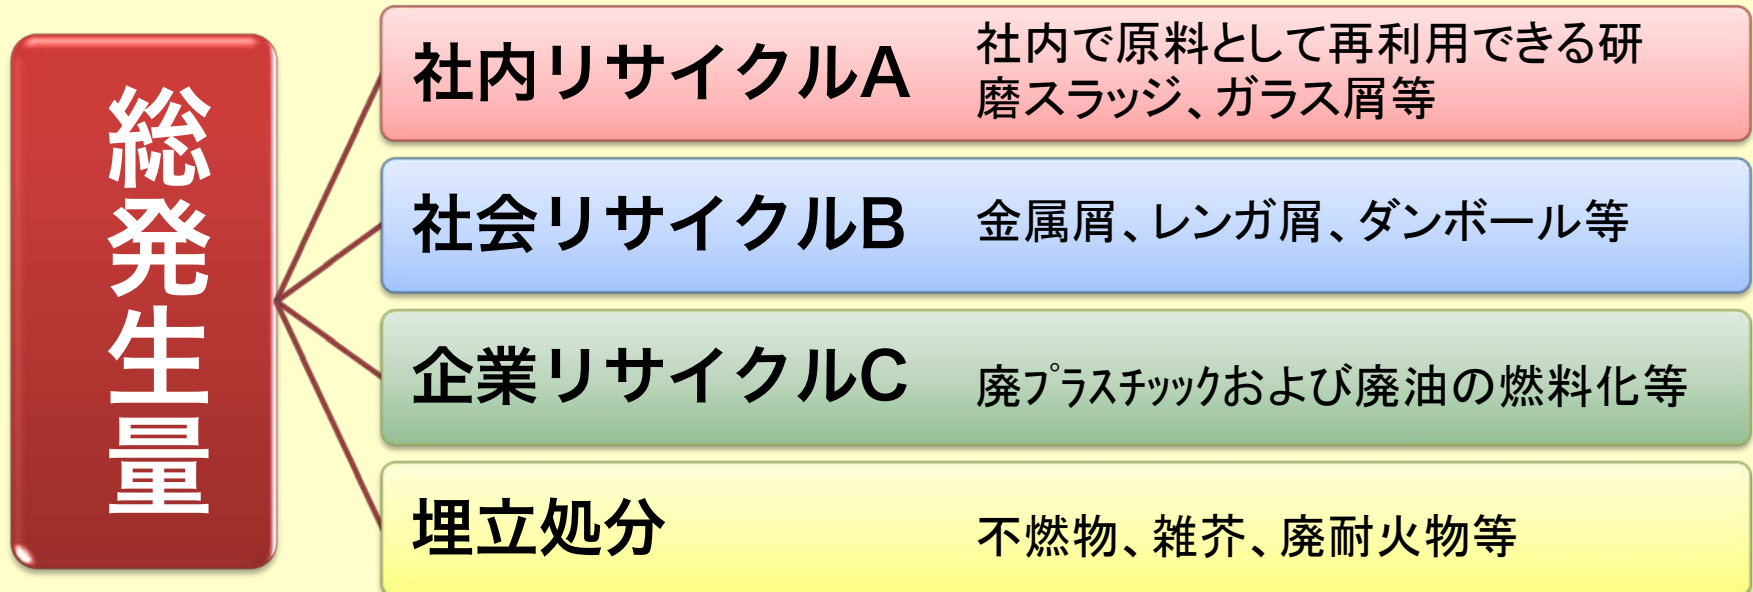 総発生量
社内リサイクルA
社内で原料として再利用できる研
磨スラッジ、ガラス屑等
社会リサイクルB
金属屑、レンガ屑、ダンボール等
企業リサイクルC
廃ﾌﾟﾗｽﾁｯｯｸおよび廃油の燃料化等
埋立処分
不燃物、雑芥、廃耐火物等